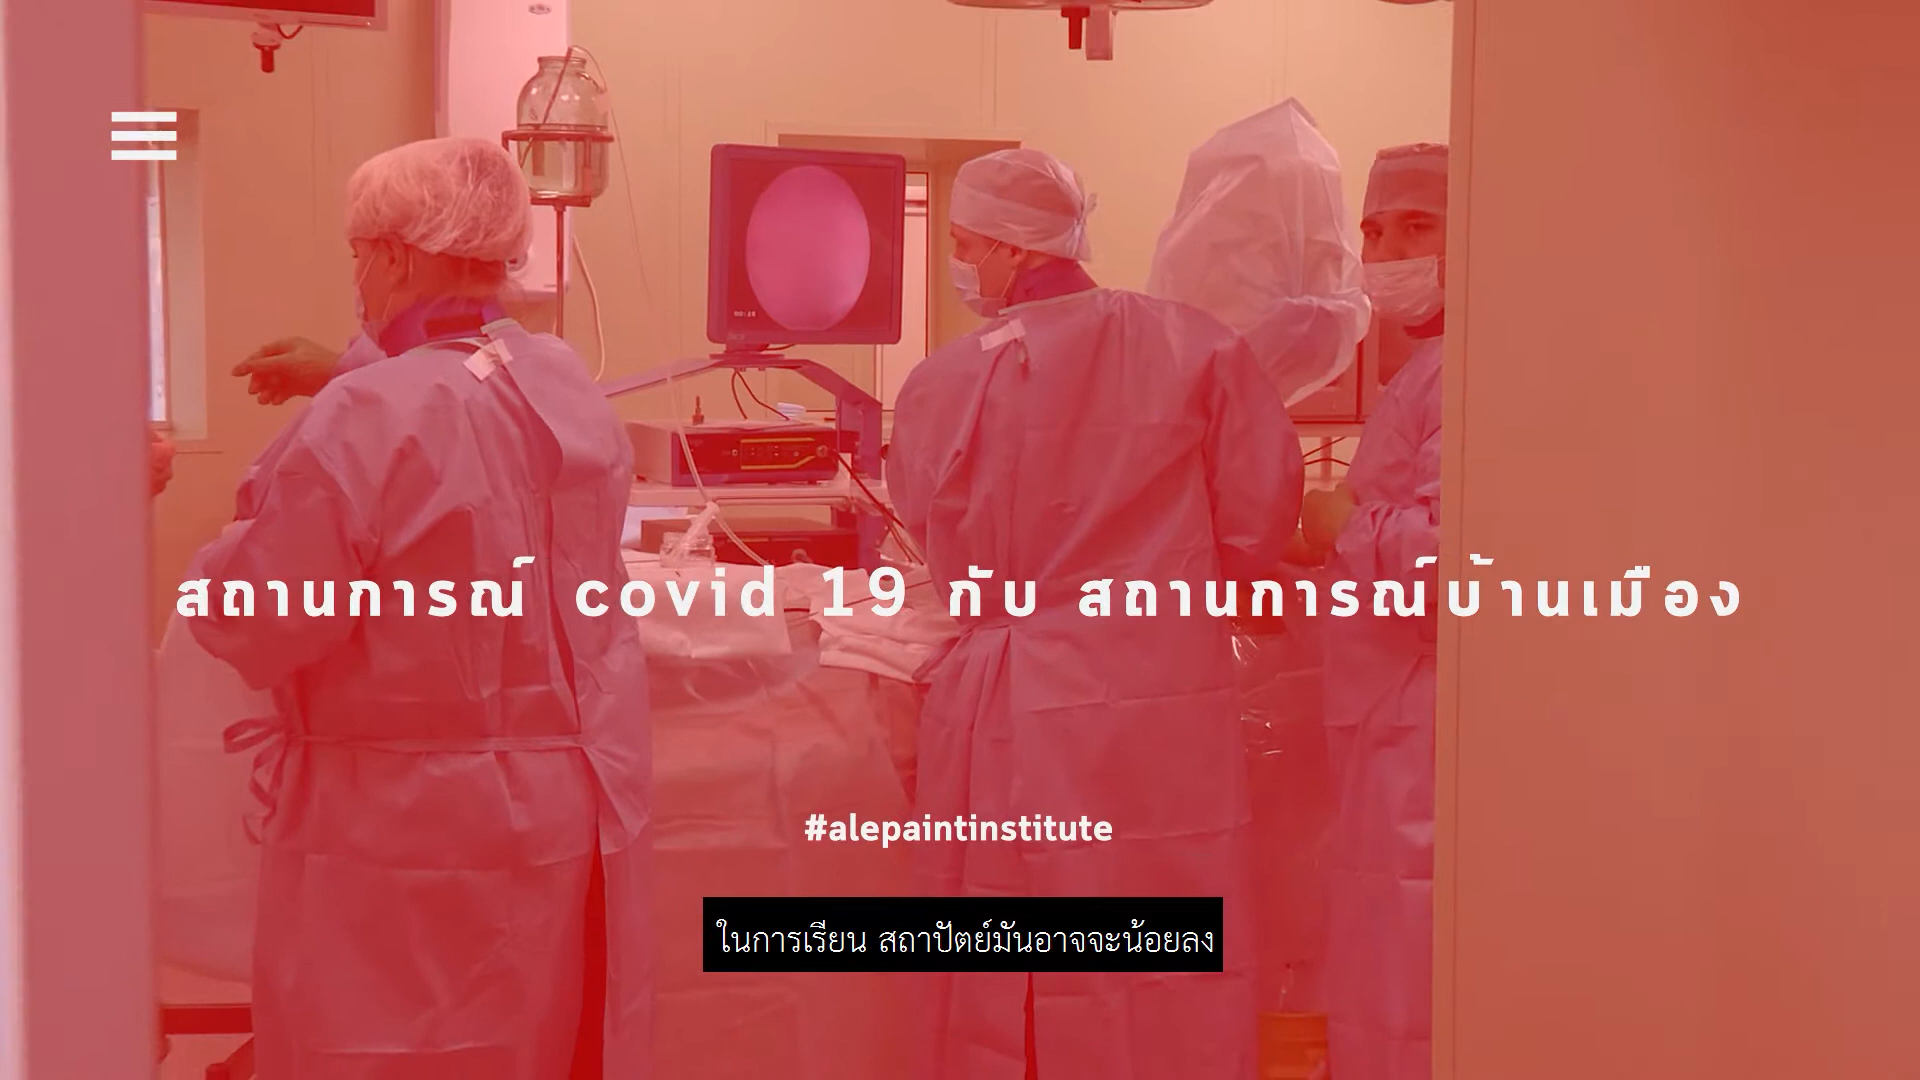 สถานการณ์ covid 19 กับ สถานการณ์บ้านเมือง
#alepaintinstitute
ในการเรียน สถาปัตย์มันอาจจะน้อยลง